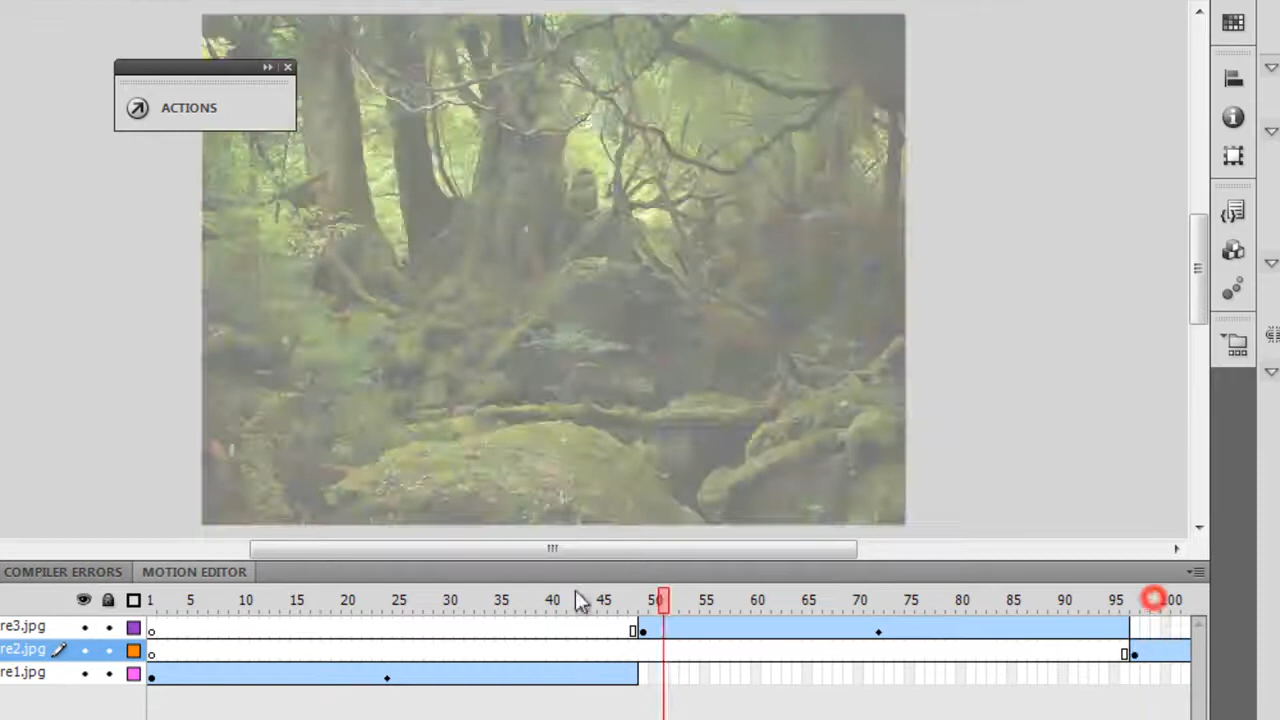 ACTIONS
COMPILER ERRORS MOTION EDITOR
1 5 10 15 20 25 30 35 40 45 50 55 60 65 70 75 80 85 90 95 100
re3.jpg
re2.jpg
re1.jpg